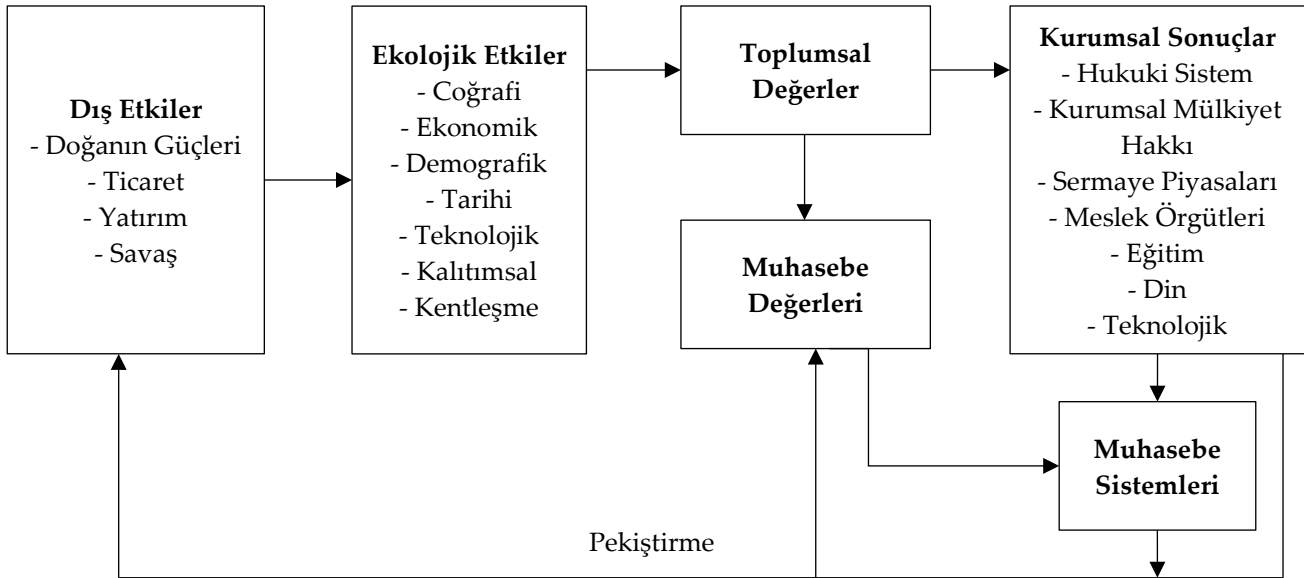 Dış Etkiler
- Doğanın Güçleri
- Ticaret
- Yatırım
- Savaş
Ekolojik Etkiler
- Coğrafi
- Ekonomik
- Demografik
- Tarihi
- Teknolojik
- Kalıtımsal
- Kentleşme
Toplumsal
Değerler
Muhasebe
Değerleri
Kurumsal Sonuçlar
- Hukuki Sistem
- Kurumsal Mülkiyet
Hakkı
- Sermaye Piyasaları
- Meslek Örgütleri
- Eğitim
- Din
- Teknolojik
Muhasebe
Sistemleri
Pekiştirme